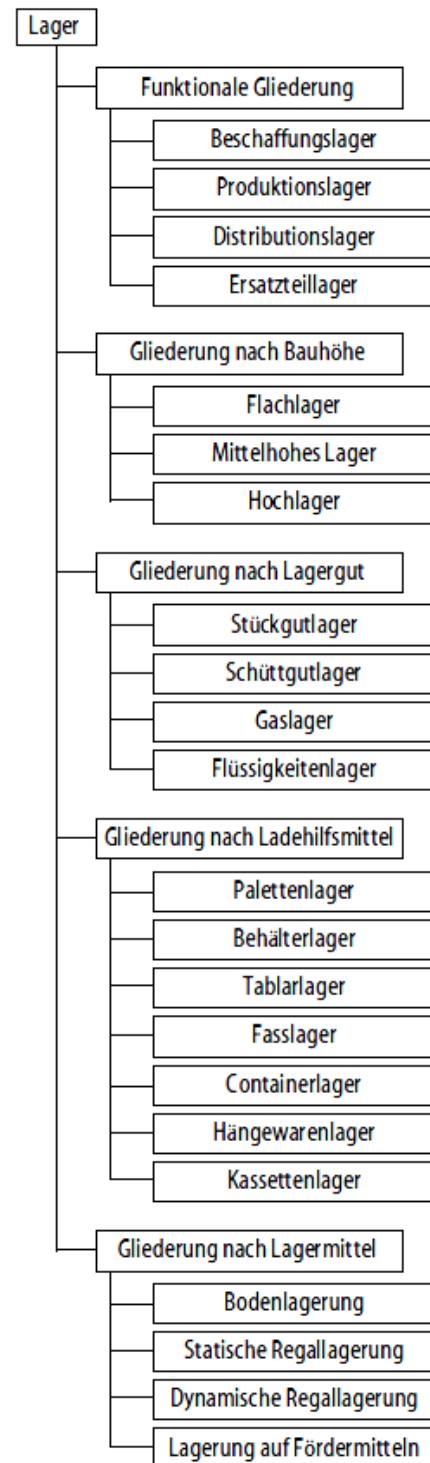 Lager
Funktionale Gliederung
Beschaffungslager
Produktionslager
Distributionslager
Ersatzteillager
Gliederung nach Bauhöhe
Flachlager
Mittelhohes Lager
Hochlager
Gliederung nach Lagergut
Stückgutlager
Schüttgutlager
Gaslager
Flüssigkeitenlager
Gliederung nach Ladehilfsmittel
Palettenlager
Behälterlager
Tablarlager
Fasslager
Containerlager
Hängewarenlager
Kassettenlager
Gliederung nach Lagermittel
Bodenlagerung
Statische Regallagerung
Dynamische Regallagerung
Lagerung auf Fördermitteln